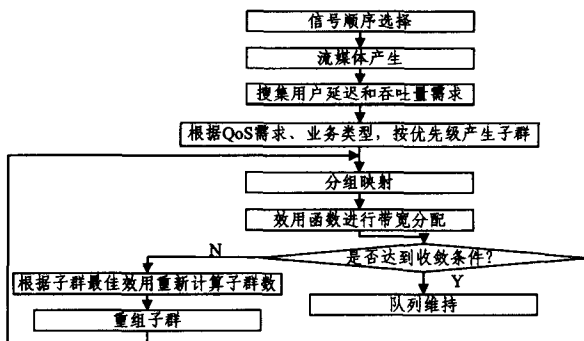 信号顺序选择
流媒体产生
搜集用户延迟和吞吐量需求
根据QoS需求、业务类型，按优先级产生子群
分组映射
效用函数进行带宽分配
N
是否达到收敛条件?
Y
根据子群最佳效用重新计算子群数
队列维持
重组子群